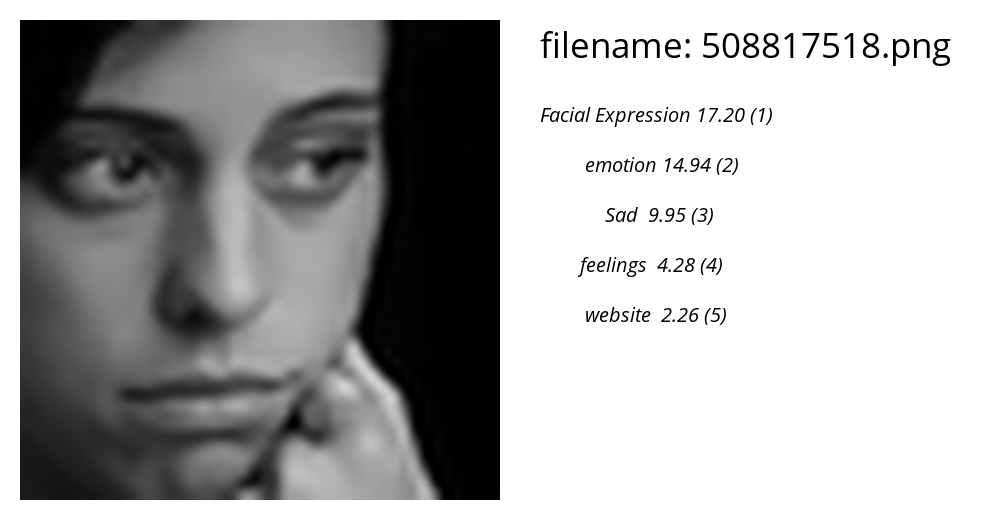 filename: 508817518.png
Facial Expression 17.20 (1)
emotion 14.94 (2)
Sad 9.95 (3)
feelings 4.28 (4)
website 2.26 (5)